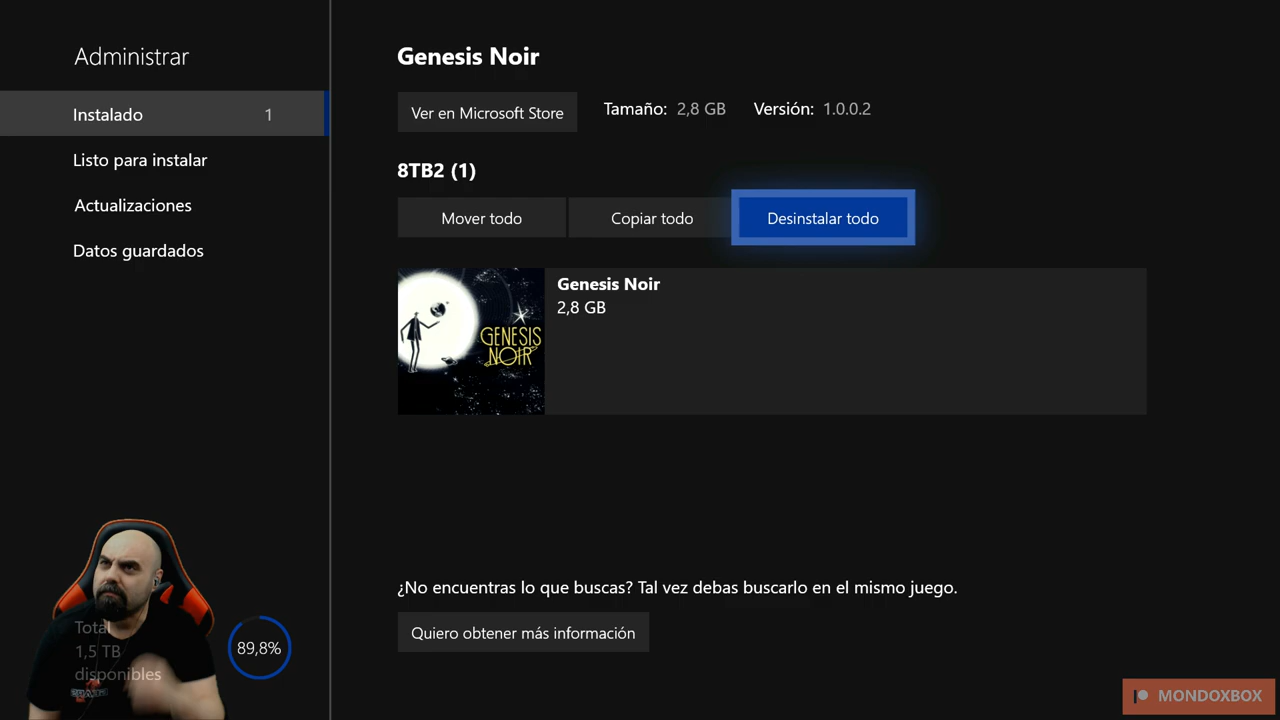 Administrar
Instalado 1
Listo para instalar
Actualizaciones
Datos guardados
Genesis Noir
Ver en Microsoft Store
Tamaño: 2,8 GB Versión: 1.0.0.2
8TB2 (1)
Mover todo
Copiar todo
Desinstalar todo
GENESIS
NOIR
Genesis Noir
2,8 GB
¿No encuentras lo que buscas? Tal vez debas buscarlo en el mismo juego.
Quiero obtener más información
Total
1,5 TB
disponibles
89,8%
MONDOXBOX